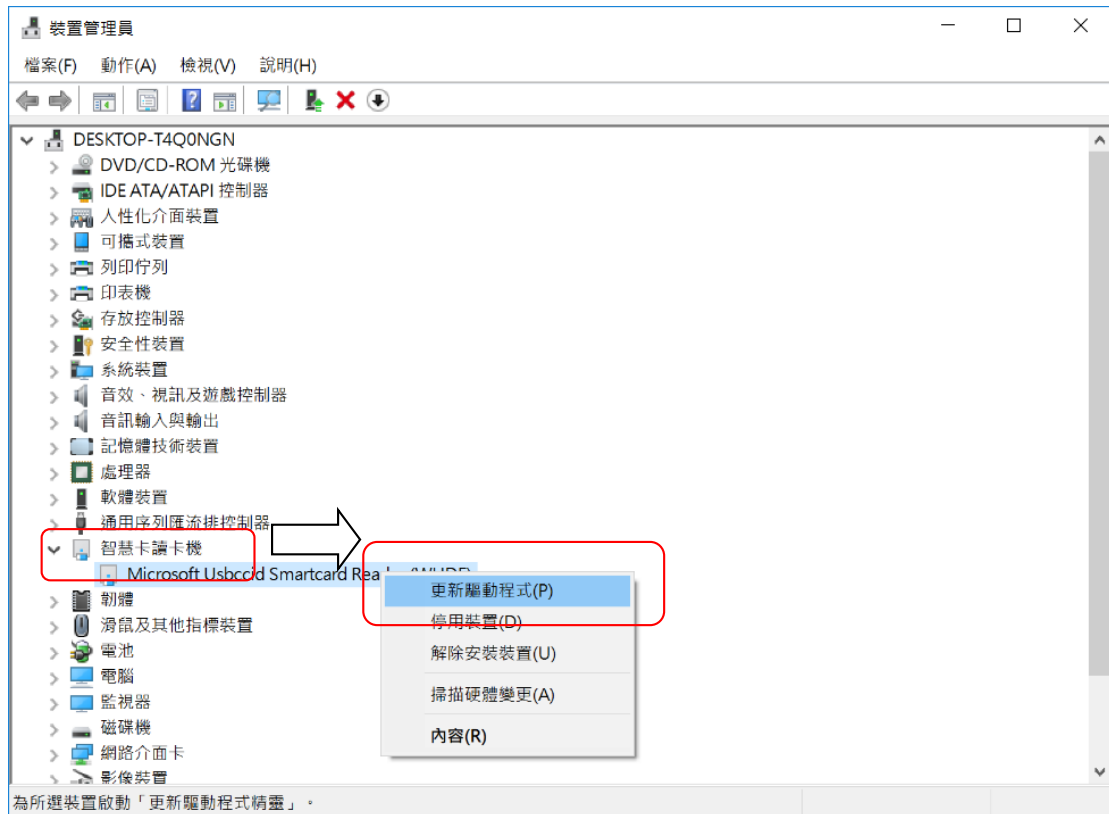 裝置管理員
檔案(F) 動作(A) 檢視(V) 說明(H)
DESKTOP-T4Q0NGN
DVD/CD-ROM 光碟機
IDE ATA/ATAPI 控制器
人性化介面裝置
可攜式裝置
列印佇列
印表機
存放控制器
安全性裝置
系統裝置
音效、視訊及遊戲控制器
音訊輸入與輸出
記憶體技術裝置
處理器
軟體裝置
通用序列匯流排控制器
智慧卡讀卡機
Microsoft Usbccid Smartcard Reader (WUDF)
更新驅動程式(P)
停用裝置(D)
解除安裝裝置(U)
掃描硬體變更(A)
內容(R)
韌體
滑鼠及其他指標裝置
電池
電腦
監視器
磁碟機
網路介面卡
影像裝置
為所選裝置啟動「更新驅動程式精靈」。